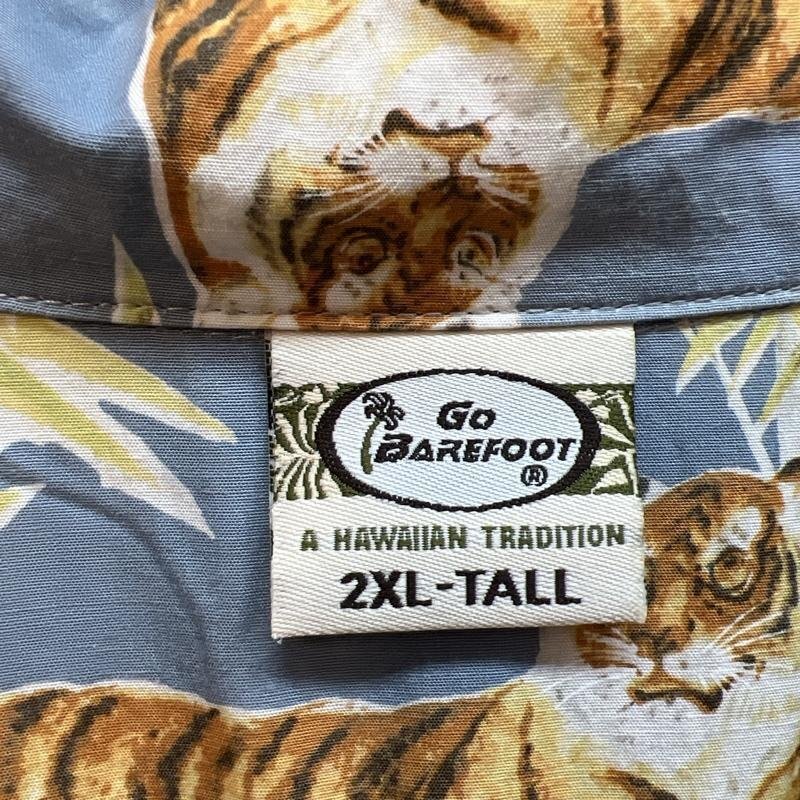 Go
BAREFOOT
®
A HAWAIIAN TRADITION
2XL-TALL